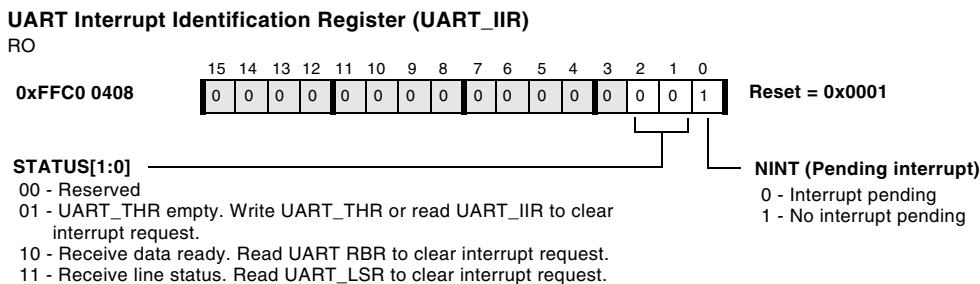 UART Interrupt Identification Register (UART_IIR)
RO
15 14 13 12 11 10 9 8 7 6 5 4 3 2 1 0
0xFFC0 0408 0 0 0 0 0 0 0 0 0 0 0 0 0 0 0 1 Reset = 0x0001
STATUS[1:0]
00 - Reserved
01 - UART_THR empty. Write UART_THR or read UART_IIR to clear
interrupt request.
10 - Receive data ready. Read UART RBR to clear interrupt request.
11 - Receive line status. Read UART_LSR to clear interrupt request.
NINT (Pending interrupt)
0 - Interrupt pending
1 - No interrupt pending